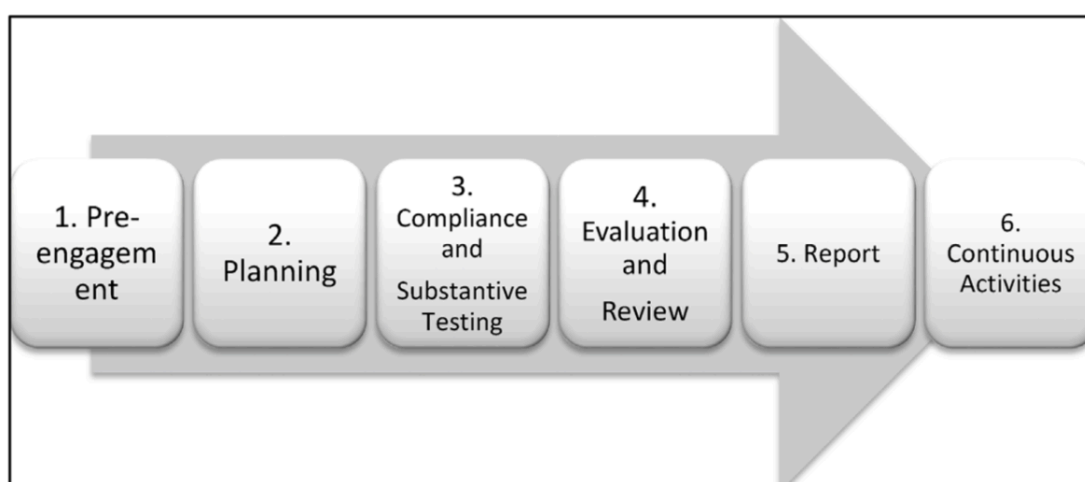 1. Pre-
engagem
ent
2.
Planning
3.
Compliance
and
Substantive
Testing
4.
Evaluation
and
Review
5. Report
6.
Continuous
Activities